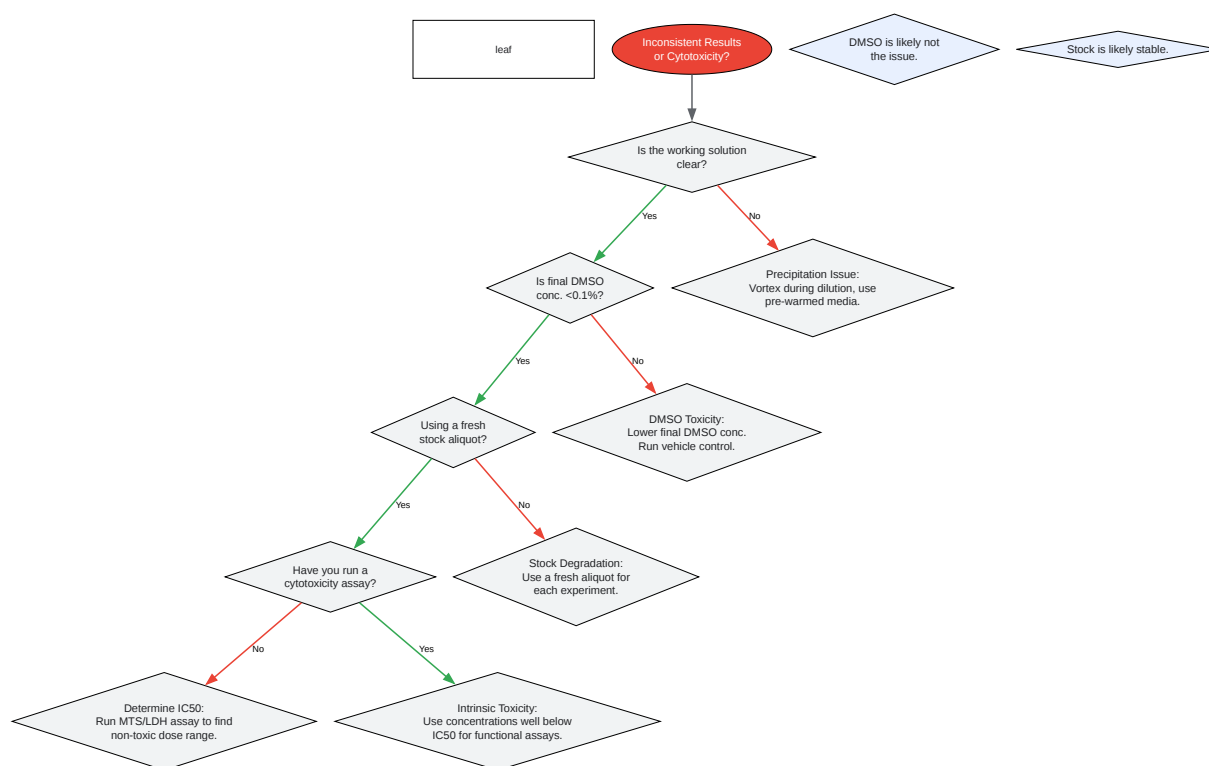 leaf
Inconsistent Results
or Cytotoxicity?
DMSO is likely not
the issue.
Stock is likely stable.
Is the working solution
clear?
Yes
No
Is final DMSO
conc. <0.1%?
Precipitation Issue:
Vortex during dilution, use
pre-warmed media.
Yes
No
Using a fresh
stock aliquot?
DMSO Toxicity:
Lower final DMSO conc.
Run vehicle control.
Yes
No
Have you run a
cytotoxicity assay?
Stock Degradation:
Use a fresh aliquot for
each experiment.
No
Yes
Determine IC50:
Run MTS/LDH assay to find
non-toxic dose range.
Intrinsic Toxicity:
Use concentrations well below
IC50 for functional assays.